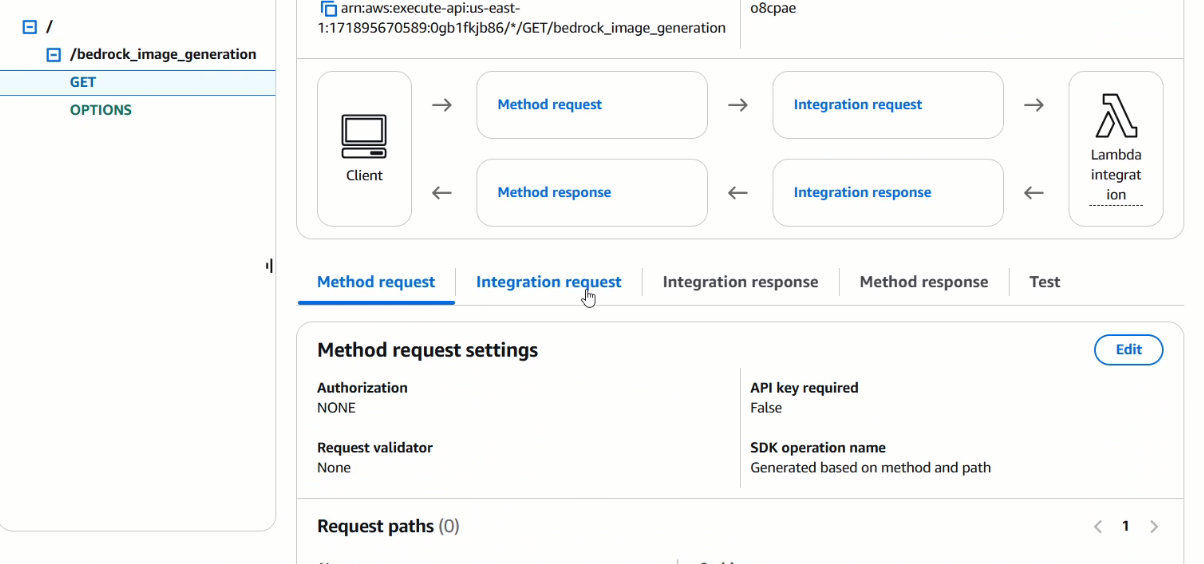 /
/bedrock_image_generation
GET
OPTIONS
arn:aws:execute-api:us-east-
1:171895670589:0gb1fkjb86/*/GET/bedrock_image_generation
o8cpae
Client
Method request
Integration request
Method response
Integration response
Lambda
integrat
ion
Method request
Integration request
Integration response
Method response
Test
Method request settings
Edit
Authorization
NONE
API key required
False
Request validator
None
SDK operation name
Generated based on method and path
Request paths (0)
1